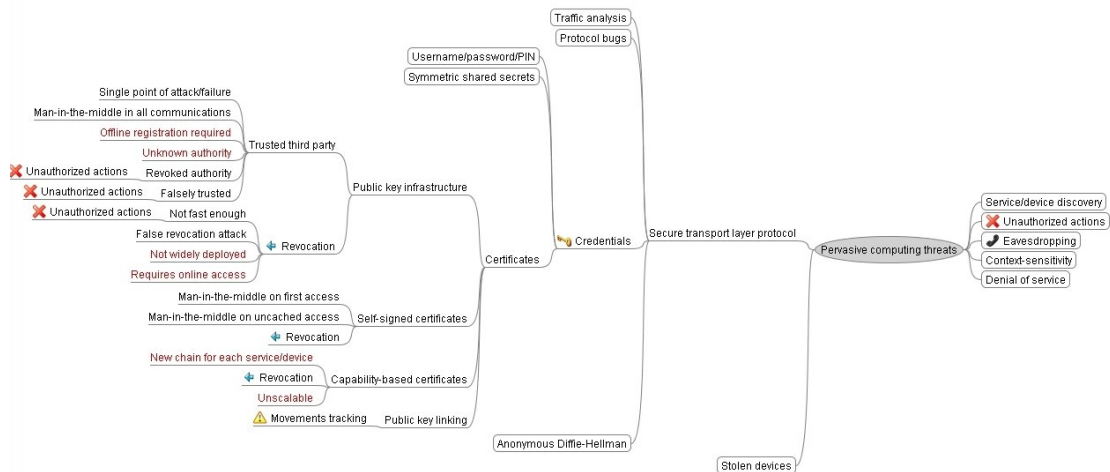 Traffic analysis
Protocol bugs
Username/password/PIN
Symmetric shared secrets
Single point of attack/failure
Man-in-the-middle in all communications
Offline registration required
Unknown authority
Trusted third party
Unauthorized actions
Revoked authority
Unauthorized actions
Falsely trusted
Public key infrastructure
Unauthorized actions
Not fast enough
False revocation attack
Revocation
Not widely deployed
Requires online access
Certificates
Credentials
Secure transport layer protocol
Man-in-the-middle on first access
Man-in-the-middle on uncached access
Self-signed certificates
Revocation
New chain for each service/device
Revocation
Capability-based certificates
Unscalable
Movements tracking
Public key linking
Anonymous Diffie-Hellman
Stolen devices
Pervasive computing threats
Service/device discovery
Unauthorized actions
Eavesdropping
Context-sensitivity
Denial of service